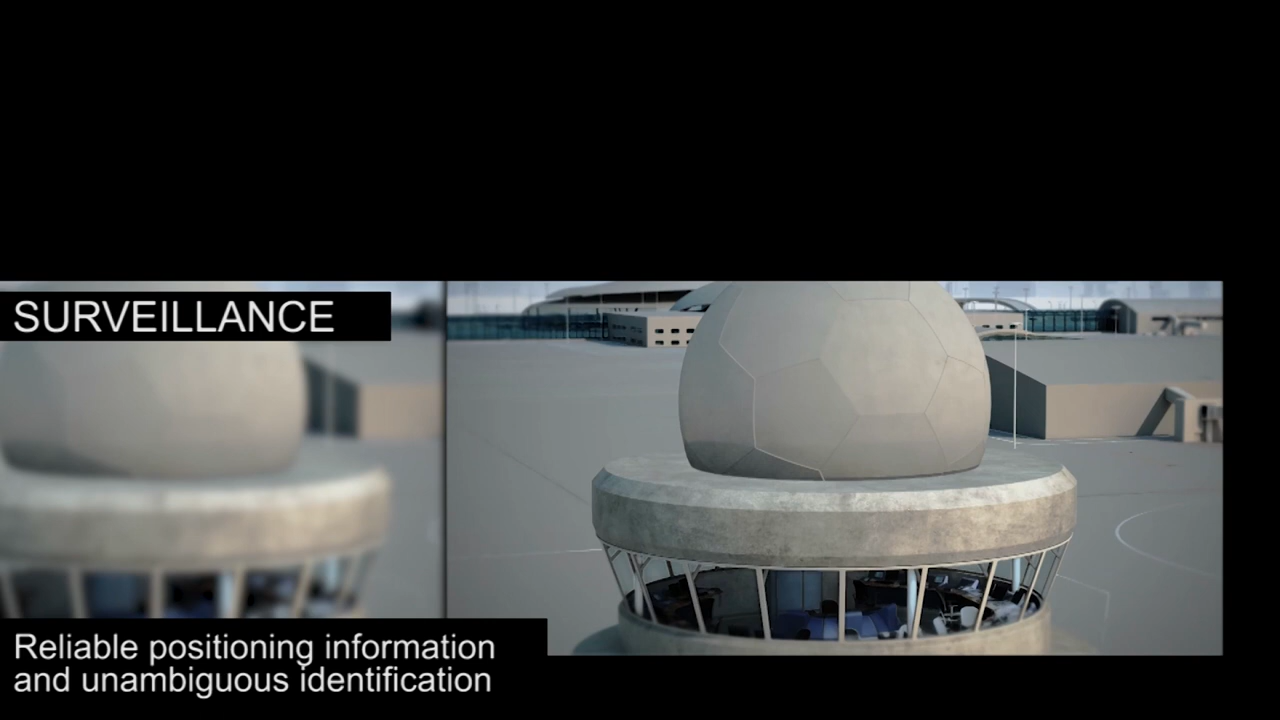 SURVEILLANCE
Reliable positioning information
and unambiguous identification